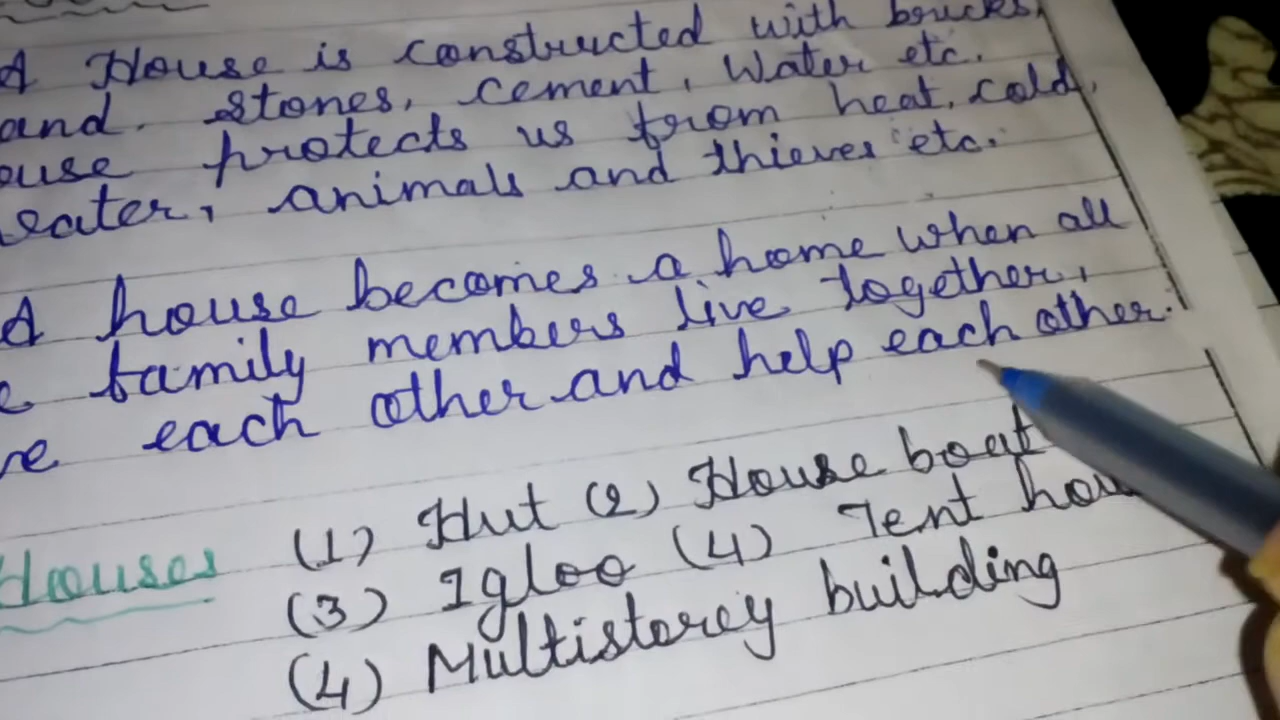 A House is constructed with bricks,
and. stones, cement, Water etc.
ouse protects us from heat, cold,
eater, animals and thieves etc.
A house becomes a home when all
e family members live together,
re each other and help each other.
Houses (1) Hut (2) House boat
(3) Igloo (4) Tent hou
(4) Multistorey building